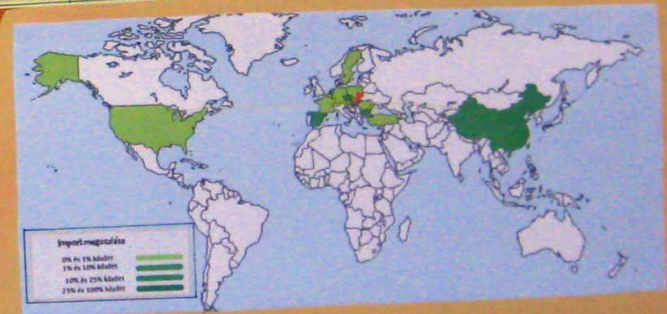 Import megoszlása
0% és 1% között
1% és 10% között
10% és 25% között
25% és 100% között